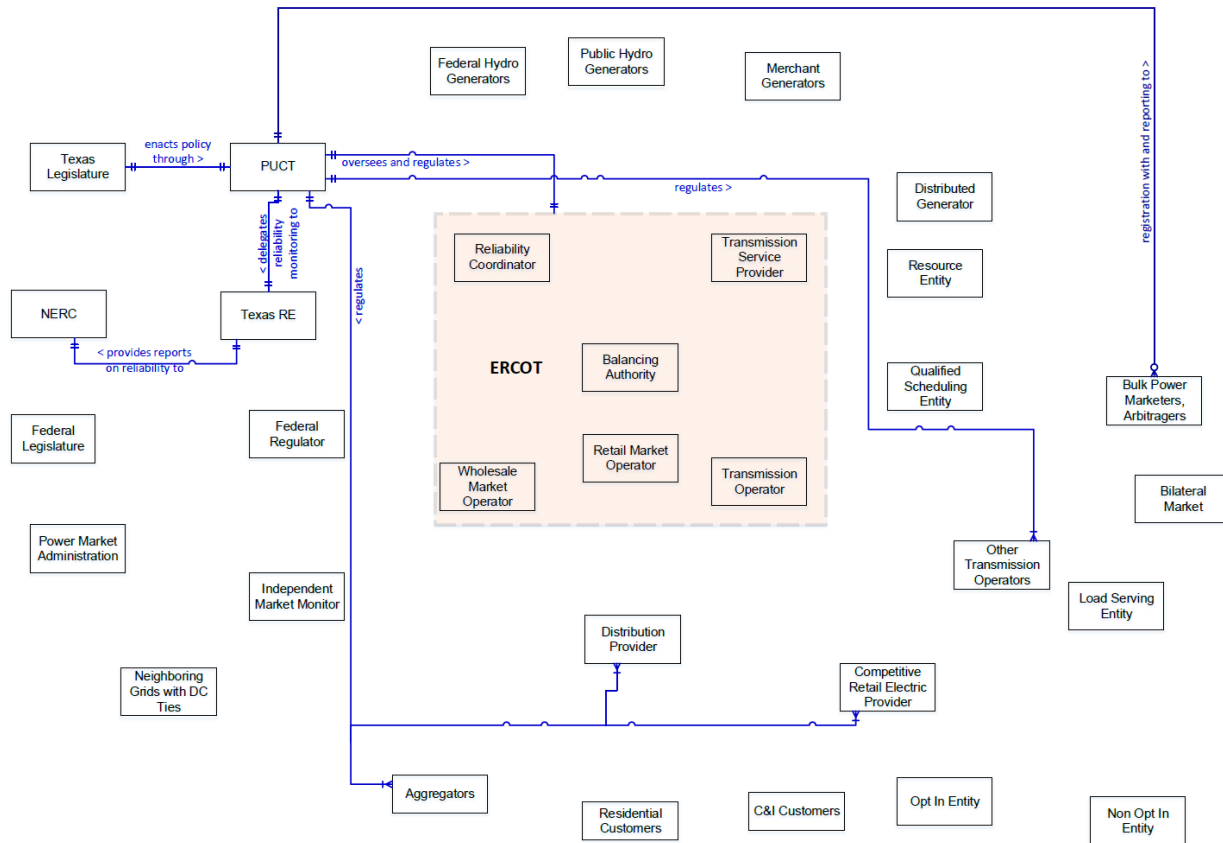 Federal Hydro
Generators
Public Hydro
Generators
Merchant
Generators
registration with and reporting to >
Texas
Legislature
enacts policy
through >
PUCT
oversees and regulates >
regulates >
Distributed
Generator
< delegates
reliability
monitoring to
< regulates
Reliability
Coordinator
Transmission
Service
Provider
Resource
Entity
NERC
Texas RE
< provides reports
on reliability to
ERCOT
Balancing
Authority
Qualified
Scheduling
Entity
Bulk Power
Marketers,
Arbitragers
Federal
Legislature
Federal
Regulator
Wholesale
Market
Operator
Retail Market
Operator
Transmission
Operator
Bilateral
Market
Power Market
Administration
Other
Transmission
Operators
Independent
Market Monitor
Load Serving
Entity
Distribution
Provider
Neighboring
Grids with DC
Ties
Competitive
Retail Electric
Provider
Aggregators
Residential
Customers
C&I Customers
Opt In Entity
Non Opt In
Entity